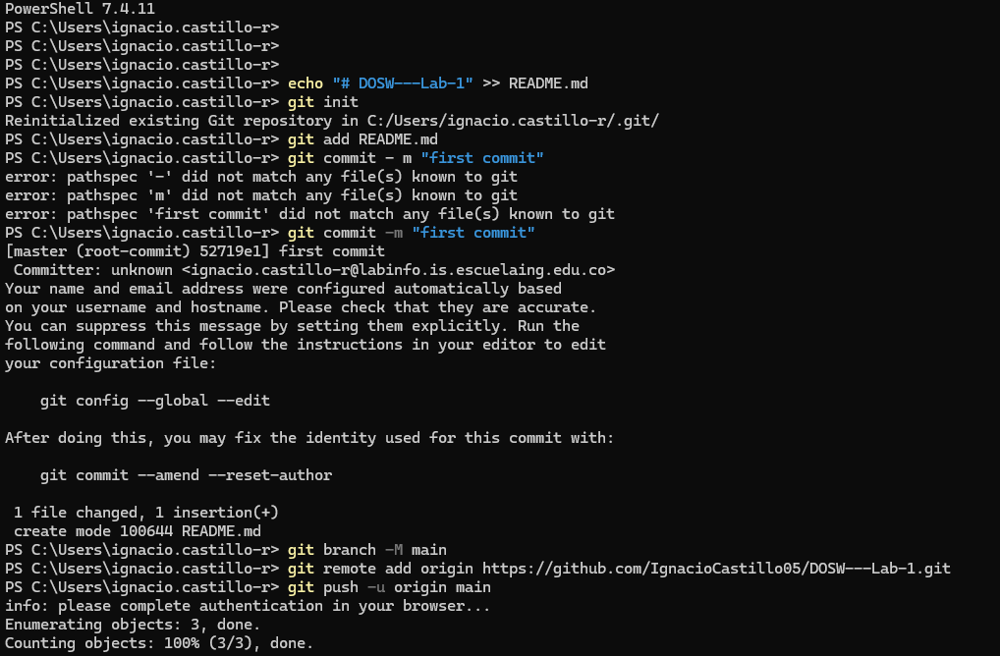 PowerShell 7.4.11
PS C:\Users\ignacio.castillo-r>
PS C:\Users\ignacio.castillo-r>
PS C:\Users\ignacio.castillo-r>
PS C:\Users\ignacio.castillo-r> echo "# DOSW---Lab-1" >> README.md
PS C:\Users\ignacio.castillo-r> git init
Reinitialized existing Git repository in C:/Users/ignacio.castillo-r/.git/
PS C:\Users\ignacio.castillo-r> git add README.md
PS C:\Users\ignacio.castillo-r> git commit - m "first commit"
error: pathspec '-' did not match any file(s) known to git
error: pathspec 'm' did not match any file(s) known to git
error: pathspec 'first commit' did not match any file(s) known to git
PS C:\Users\ignacio.castillo-r> git commit -m "first commit"
[master (root-commit) 52719e1] first commit
 Committer: unknown <ignacio.castillo-r@labinfo.is.escuelaing.edu.co>
Your name and email address were configured automatically based
on your username and hostname. Please check that they are accurate.
You can suppress this message by setting them explicitly. Run the
following command and follow the instructions in your editor to edit
your configuration file:

    git config --global --edit

After doing this, you may fix the identity used for this commit with:

    git commit --amend --reset-author

 1 file changed, 1 insertion(+)
 create mode 100644 README.md
PS C:\Users\ignacio.castillo-r> git branch -M main
PS C:\Users\ignacio.castillo-r> git remote add origin https://github.com/IgnacioCastillo05/DOSW---Lab-1.git
PS C:\Users\ignacio.castillo-r> git push -u origin main
info: please complete authentication in your browser...
Enumerating objects: 3, done.
Counting objects: 100% (3/3), done.